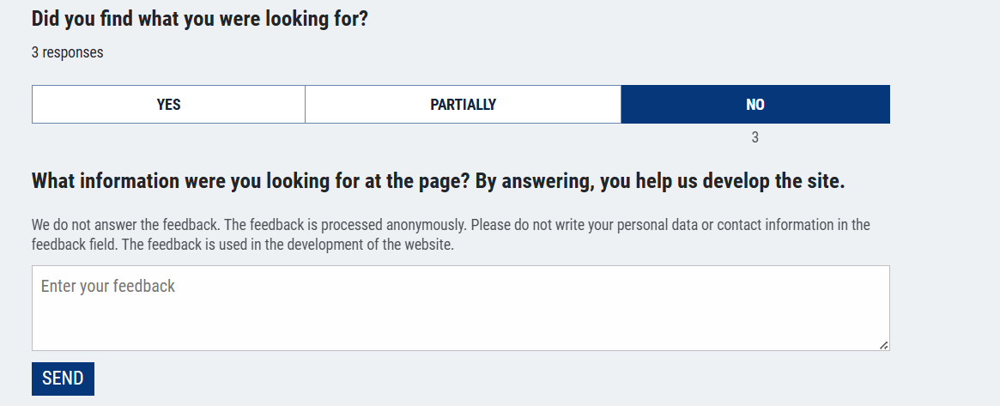 Did you find what you were looking for?
3 responses
YES
PARTIALLY
NO
3
What information were you looking for at the page? By answering, you help us develop the site.
We do not answer the feedback. The feedback is processed anonymously. Please do not write your personal data or contact information in the
feedback field. The feedback is used in the development of the website.
Enter your feedback
SEND